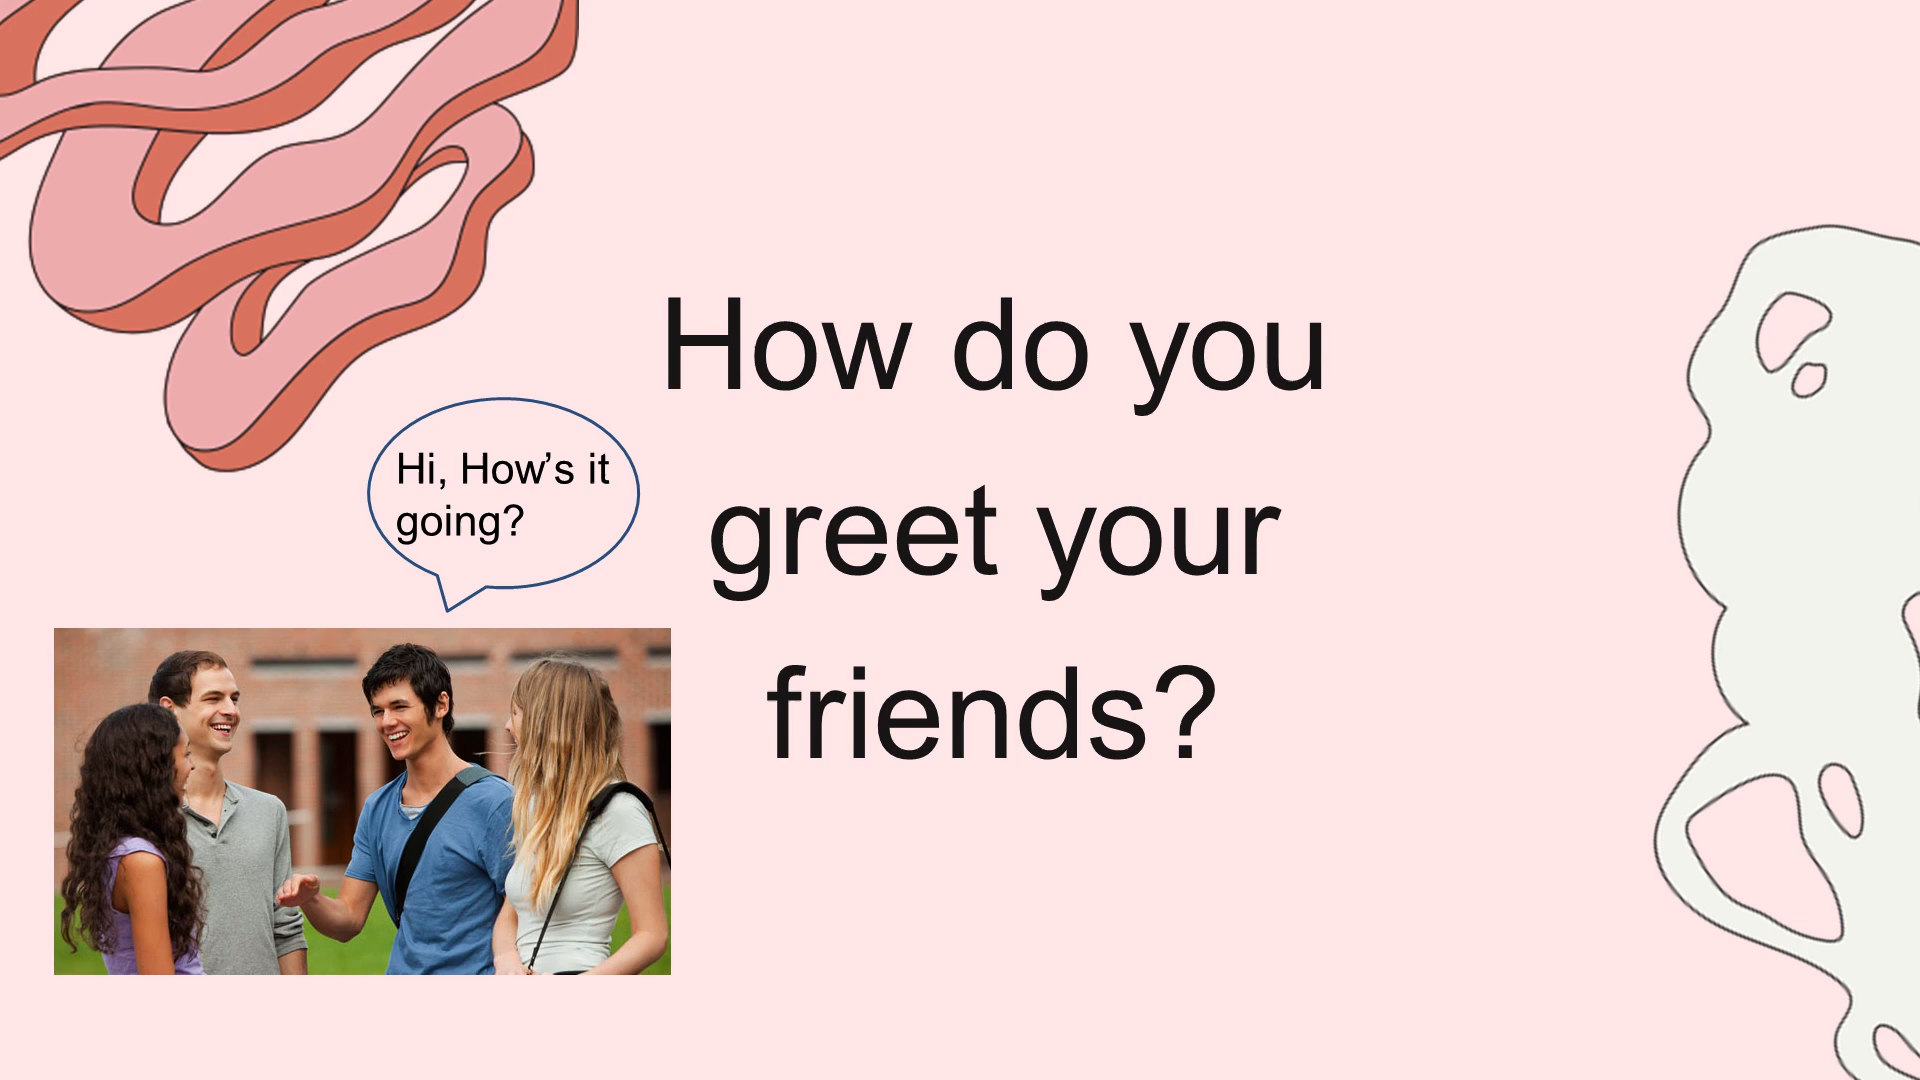 How do you
greet your
friends?
Hi, How’s it
going?